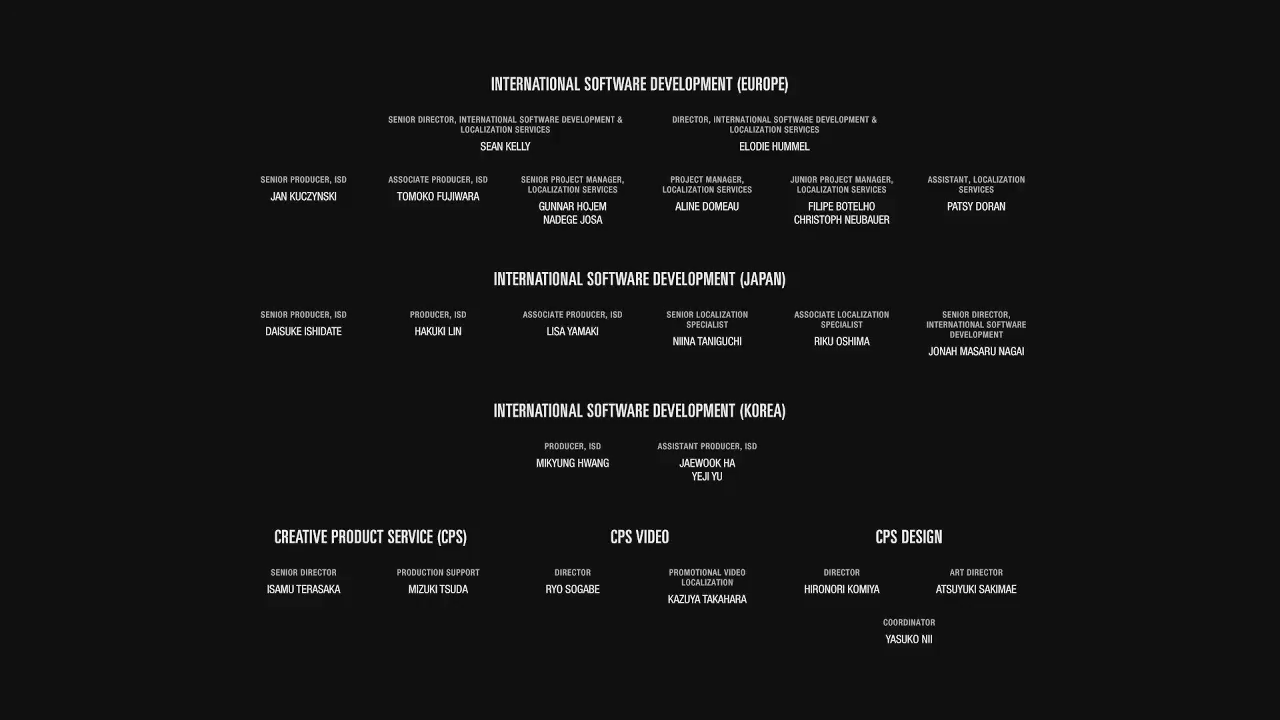 INTERNATIONAL SOFTWARE DEVELOPMENT (EUROPE)
SENIOR DIRECTOR, INTERNATIONAL SOFTWARE DEVELOPMENT &
LOCALIZATION SERVICES
SEAN KELLY
DIRECTOR, INTERNATIONAL SOFTWARE DEVELOPMENT &
LOCALIZATION SERVICES
ELODIE HUMMEL
SENIOR PRODUCER, ISD
JAN KUCZYNSKI
ASSOCIATE PRODUCER, ISD
TOMOKO FUJIWARA
SENIOR PROJECT MANAGER,
LOCALIZATION SERVICES
GUNNAR HOJEM
NADEGE JOSA
PROJECT MANAGER,
LOCALIZATION SERVICES
ALINE DOMEAU
JUNIOR PROJECT MANAGER,
LOCALIZATION SERVICES
FILIPE BOTELHO
CHRISTOPH NEUBAUER
ASSISTANT, LOCALIZATION
SERVICES
PATSY DORAN
INTERNATIONAL SOFTWARE DEVELOPMENT (JAPAN)
SENIOR PRODUCER, ISD
DAISUKE ISHIDATE
PRODUCER, ISD
HAKUKI LIN
ASSOCIATE PRODUCER, ISD
LISA YAMAKI
SENIOR LOCALIZATION
SPECIALIST
NIINA TANIGUCHI
ASSOCIATE LOCALIZATION
SPECIALIST
RIKU OSHIMA
SENIOR DIRECTOR,
INTERNATIONAL SOFTWARE
DEVELOPMENT
JONAH MASARU NAGAI
INTERNATIONAL SOFTWARE DEVELOPMENT (KOREA)
PRODUCER, ISD
MIKYUNG HWANG
ASSISTANT PRODUCER, ISD
JAEWOOK HA
YEJI YU
CREATIVE PRODUCT SERVICE (CPS)
SENIOR DIRECTOR
ISAMU TERASAKA
PRODUCTION SUPPORT
MIZUKI TSUDA
CPS VIDEO
DIRECTOR
RYO SOGABE
PROMOTIONAL VIDEO
LOCALIZATION
KAZUYA TAKAHARA
CPS DESIGN
DIRECTOR
HIRONORI KOMIYA
ART DIRECTOR
ATSUYUKI SAKIMAE
COORDINATOR
YASUKO NII